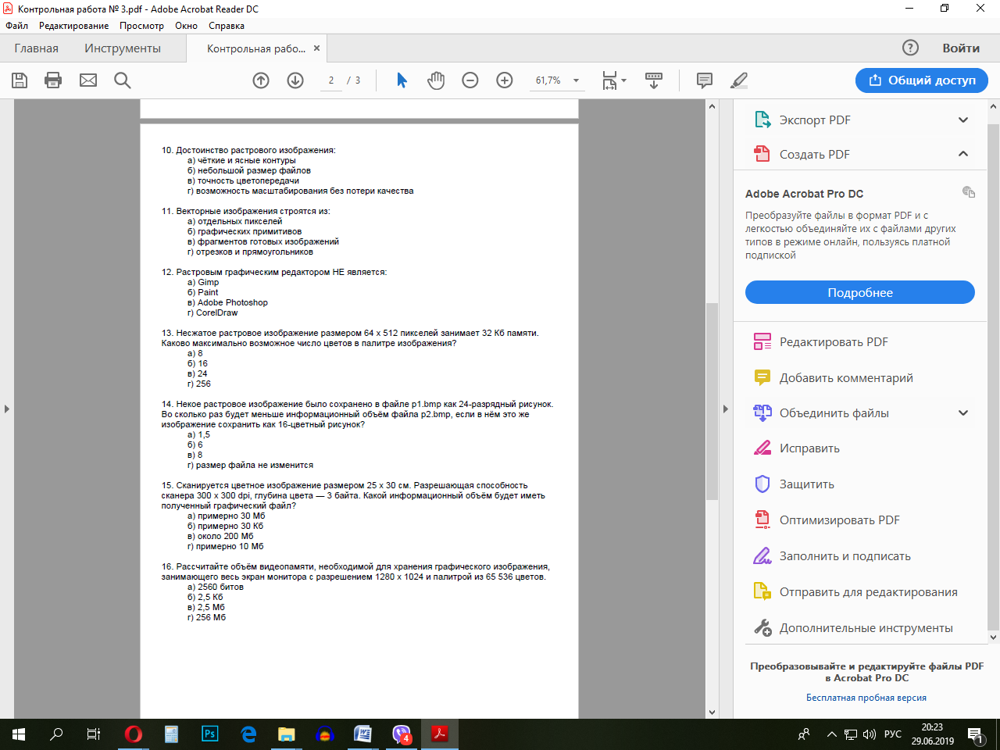 Контрольная работа № 3.pdf - Adobe Acrobat Reader DC
Файл Редактирование Просмотр Окно Справка
Главная Инструменты Контрольная рабо... × ? Войти
2 / 3 61,7% Общий доступ
10. Достоинство растрового изображения:
а) чёткие и ясные контуры
б) небольшой размер файлов
в) точность цветопередачи
г) возможность масштабирования без потери качества
11. Векторные изображения строятся из:
а) отдельных пикселей
б) графических примитивов
в) фрагментов готовых изображений
г) отрезков и прямоугольников
12. Растровым графическим редактором НЕ является:
а) Gimp
б) Paint
в) Adobe Photoshop
г) CorelDraw
13. Несжатое растровое изображение размером 64 х 512 пикселей занимает 32 Кб памяти.
Каково максимально возможное число цветов в палитре изображения?
а) 8
б) 16
в) 24
г) 256
14. Некое растровое изображение было сохранено в файле p1.bmp как 24-разрядный рисунок.
Во сколько раз будет меньше информационный объём файла p2.bmp, если в нём это же
изображение сохранить как 16-цветный рисунок?
а) 1,5
б) 6
в) 8
г) размер файла не изменится
15. Сканируется цветное изображение размером 25 х 30 см. Разрешающая способность
сканера 300 х 300 dpi, глубина цвета — 3 байта. Какой информационный объём будет иметь
полученный графический файл?
а) примерно 30 Мб
б) примерно 30 Кб
в) около 200 Мб
г) примерно 10 Мб
16. Рассчитайте объём видеопамяти, необходимой для хранения графического изображения,
занимающего весь экран монитора с разрешением 1280 х 1024 и палитрой из 65 536 цветов.
а) 2560 битов
б) 2,5 Кб
в) 2,5 Мб
г) 256 Мб
Экспорт PDF
Создать PDF
Adobe Acrobat Pro DC
Преобразуйте файлы в формат PDF и с
легкостью объединяйте их с файлами других
типов в режиме онлайн, пользуясь платной
подпиской
Подробнее
Редактировать PDF
Добавить комментарий
Объединить файлы
Исправить
Защитить
Оптимизировать PDF
Заполнить и подписать
Отправить для редактирования
Дополнительные инструменты
Преобразовывайте и редактируйте файлы PDF
в Acrobat Pro DC
Бесплатная пробная версия
Ps 4 РУС 20:23
29.06.2019 1